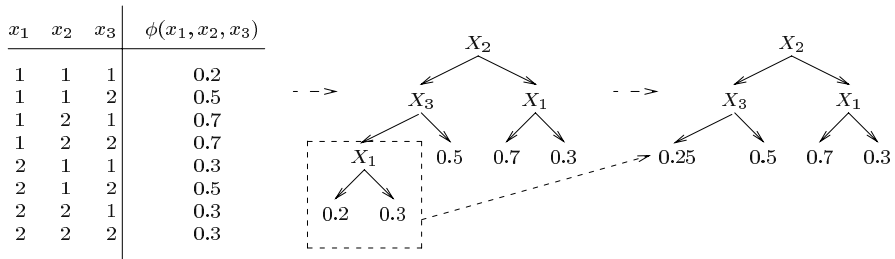 x1 x2 x3 ϕ(x1, x2, x3)
1 1 1 0.2
1 1 2 0.5
1 2 1 0.7
1 2 2 0.7
2 1 1 0.3
2 1 2 0.5
2 2 1 0.3
2 2 2 0.3
X2
X3 X1
X1 0.5 0.7 0.3
0.2 0.3
X2
X3 X1
0.25 0.5 0.7 0.3